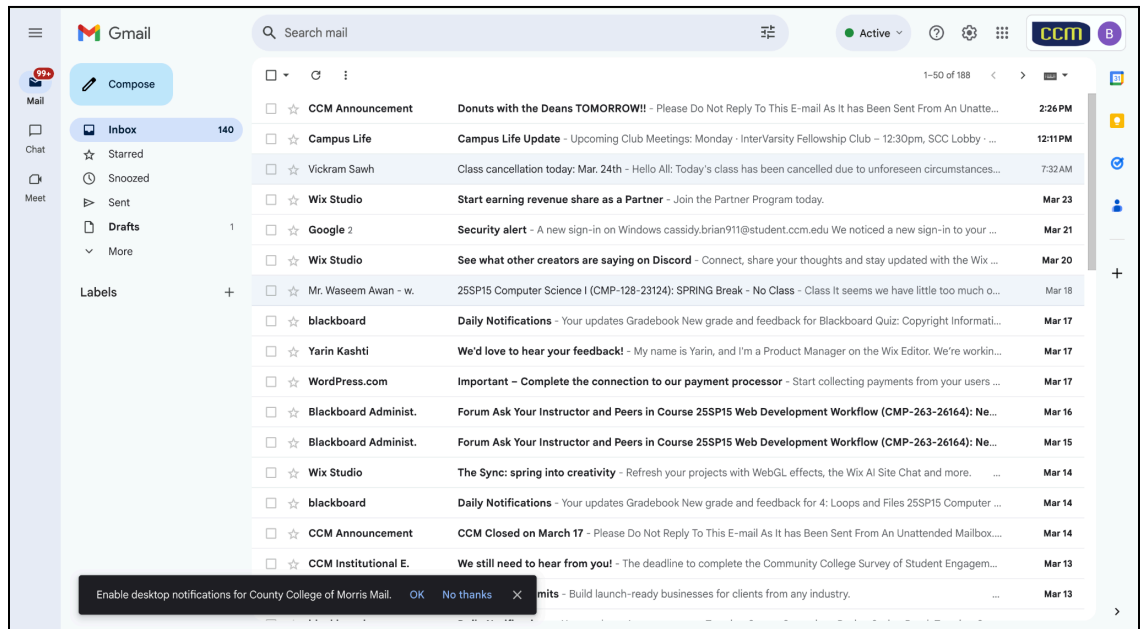 Gmail
Search mail
Active
ccm
B
99+
Mail
Chat
Meet
Compose
Inbox 140
Starred
Snoozed
Sent
Drafts 1
More
Labels
1–50 of 188
31
CCM Announcement Donuts with the Deans TOMORROW!! - Please Do Not Reply To This E-mail As It has Been Sent From An Unatte... 2:26 PM
Campus Life Campus Life Update - Upcoming Club Meetings: Monday · InterVarsity Fellowship Club – 12:30pm, SCC Lobby · ... 12:11 PM
Vickram Sawh Class cancellation today: Mar. 24th - Hello All: Today's class has been cancelled due to unforeseen circumstances... 7:32 AM
Wix Studio Start earning revenue share as a Partner - Join the Partner Program today. Mar 23
Google 2 Security alert - A new sign-in on Windows cassidy.brian911@student.ccm.edu We noticed a new sign-in to your ... Mar 21
Wix Studio See what other creators are saying on Discord - Connect, share your thoughts and stay updated with the Wix ... Mar 20
Mr. Waseem Awan - w. 25SP15 Computer Science I (CMP-128-23124): SPRING Break - No Class - Class It seems we have little too much o... Mar 18
blackboard Daily Notifications - Your updates Gradebook New grade and feedback for Blackboard Quiz: Copyright Informati... Mar 17
Yarin Kashti We'd love to hear your feedback! - My name is Yarin, and I'm a Product Manager on the Wix Editor. We're workin... Mar 17
WordPress.com Important – Complete the connection to our payment processor - Start collecting payments from your users ... Mar 17
Blackboard Administ. Forum Ask Your Instructor and Peers in Course 25SP15 Web Development Workflow (CMP-263-26164): Ne... Mar 16
Blackboard Administ. Forum Ask Your Instructor and Peers in Course 25SP15 Web Development Workflow (CMP-263-26164): Ne... Mar 15
Wix Studio The Sync: spring into creativity - Refresh your projects with WebGL effects, the Wix AI Site Chat and more. ... Mar 14
blackboard Daily Notifications - Your updates Gradebook New grade and feedback for 4: Loops and Files 25SP15 Computer ... Mar 14
CCM Announcement CCM Closed on March 17 - Please Do Not Reply To This E-mail As It has Been Sent From An Unattended Mailbox.... Mar 14
CCM Institutional E. We still need to hear from you! - The deadline to complete the Community College Survey of Student Engagem... Mar 13
mits - Build launch-ready businesses for clients from any industry. ... Mar 13
Enable desktop notifications for County College of Morris Mail. OK No thanks